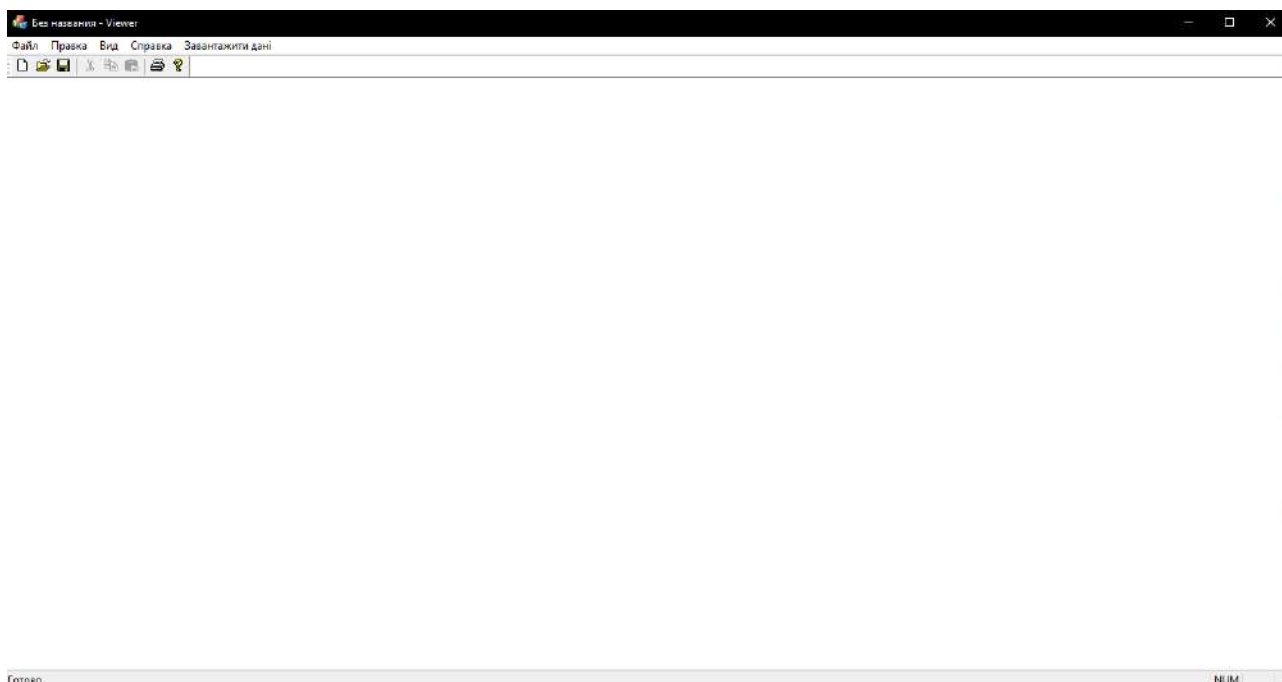 Без названия - Viewer
Файл Правка Вид Справка Завантажити дані
Готово NUM